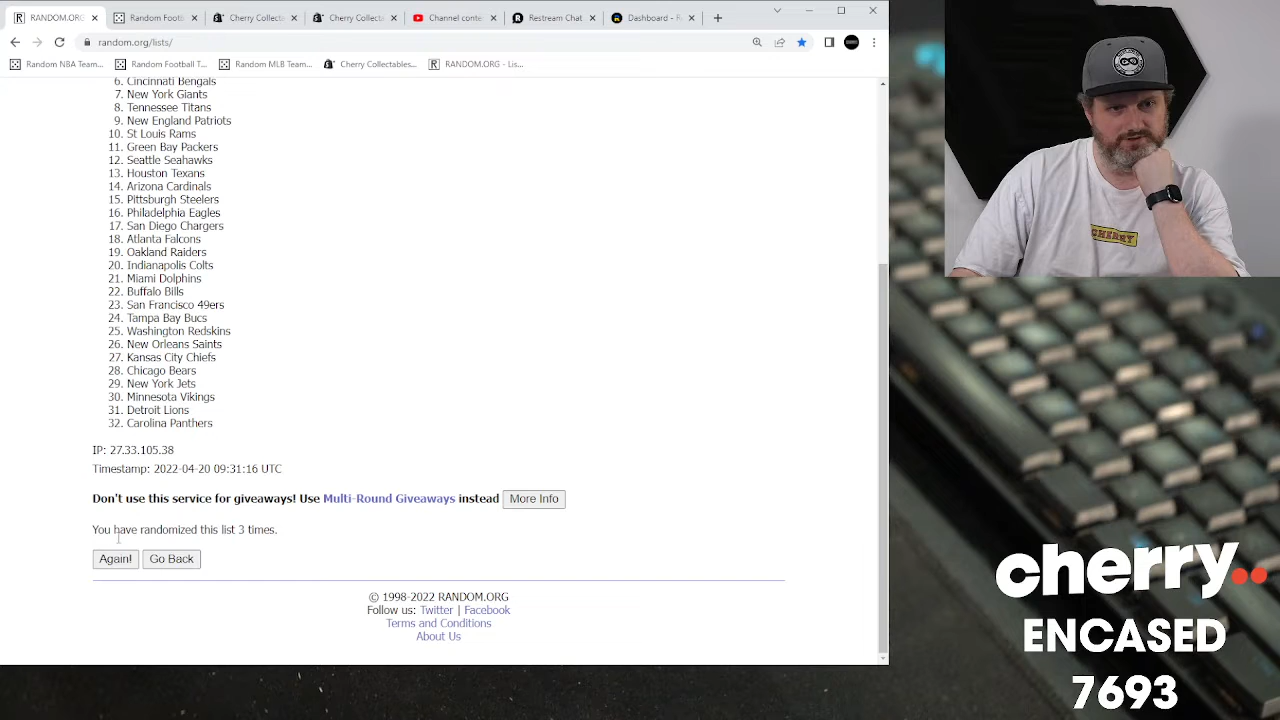 RANDOM.ORG
Random Footl
Cherry Collecta
Cherry Collecta
Channel conte
Restream Chat
Dashboard - R
random.org/lists/
Random NBA Team...
Random Football T...
Random MLB Team...
Cherry Collectables...
RANDOM.ORG - Lis...
6. Cincinnati Bengals
7. New York Giants
8. Tennessee Titans
9. New England Patriots
10. St Louis Rams
11. Green Bay Packers
12. Seattle Seahawks
13. Houston Texans
14. Arizona Cardinals
15. Pittsburgh Steelers
16. Philadelphia Eagles
17. San Diego Chargers
18. Atlanta Falcons
19. Oakland Raiders
20. Indianapolis Colts
21. Miami Dolphins
22. Buffalo Bills
23. San Francisco 49ers
24. Tampa Bay Bucs
25. Washington Redskins
26. New Orleans Saints
27. Kansas City Chiefs
28. Chicago Bears
29. New York Jets
30. Minnesota Vikings
31. Detroit Lions
32. Carolina Panthers
IP: 27.33.105.38
Timestamp: 2022-04-20 09:31:16 UTC
Don't use this service for giveaways! Use Multi-Round Giveaways instead More Info
You have randomized this list 3 times.
Again! Go Back
© 1998-2022 RANDOM.ORG
Follow us: Twitter | Facebook
Terms and Conditions
About Us
CHERRY
cherry..
ENCASED
7693